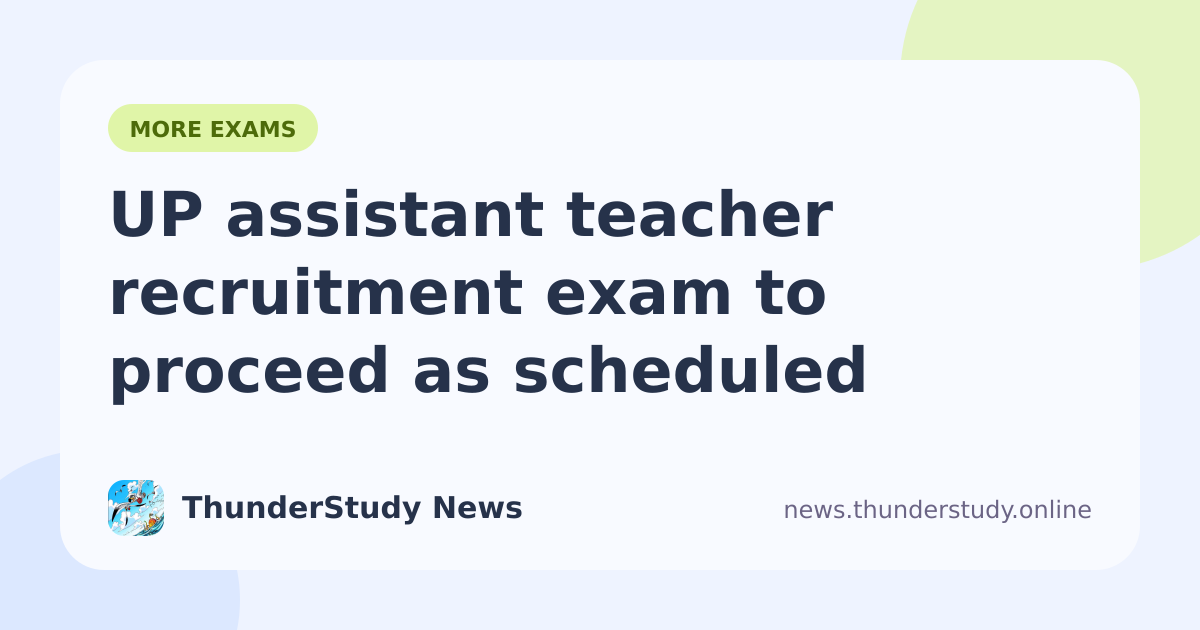 MORE EXAMS
UP assistant teacher
recruitment exam to
proceed as scheduled
ThunderStudy News
news.thunderstudy.online